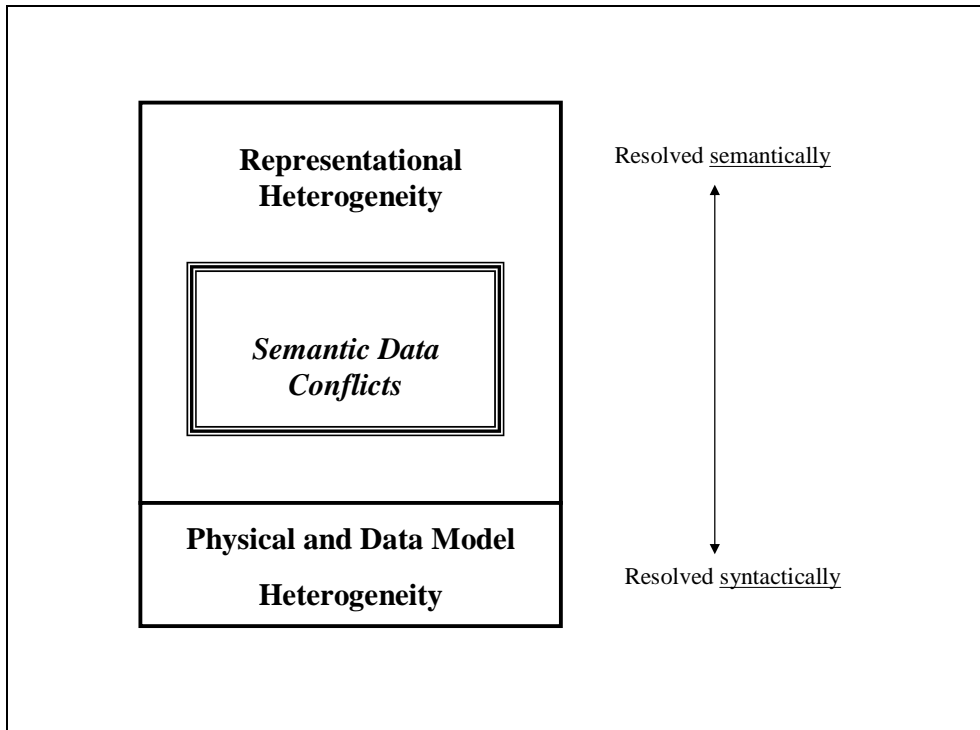 Representational
Heterogeneity
Resolved semantically
Semantic Data
Conflicts
Physical and Data Model
Heterogeneity
Resolved syntactically